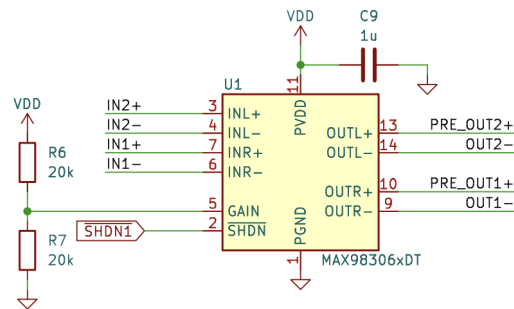 VDD
C9
1u
U1
VDD
R6
20k
R7
20k
IN2+
IN2-
IN1+
IN1-
SHDN1
3
4
7
6
5
2
INL+
INL-
INR+
INR-
GAIN
SHDN
11
PVDD
PGND
1
OUTL+
OUTL-
OUTR+
OUTR-
13
14
10
9
PRE_OUT2+
OUT2-
PRE_OUT1+
OUT1-
MAX98306xDT